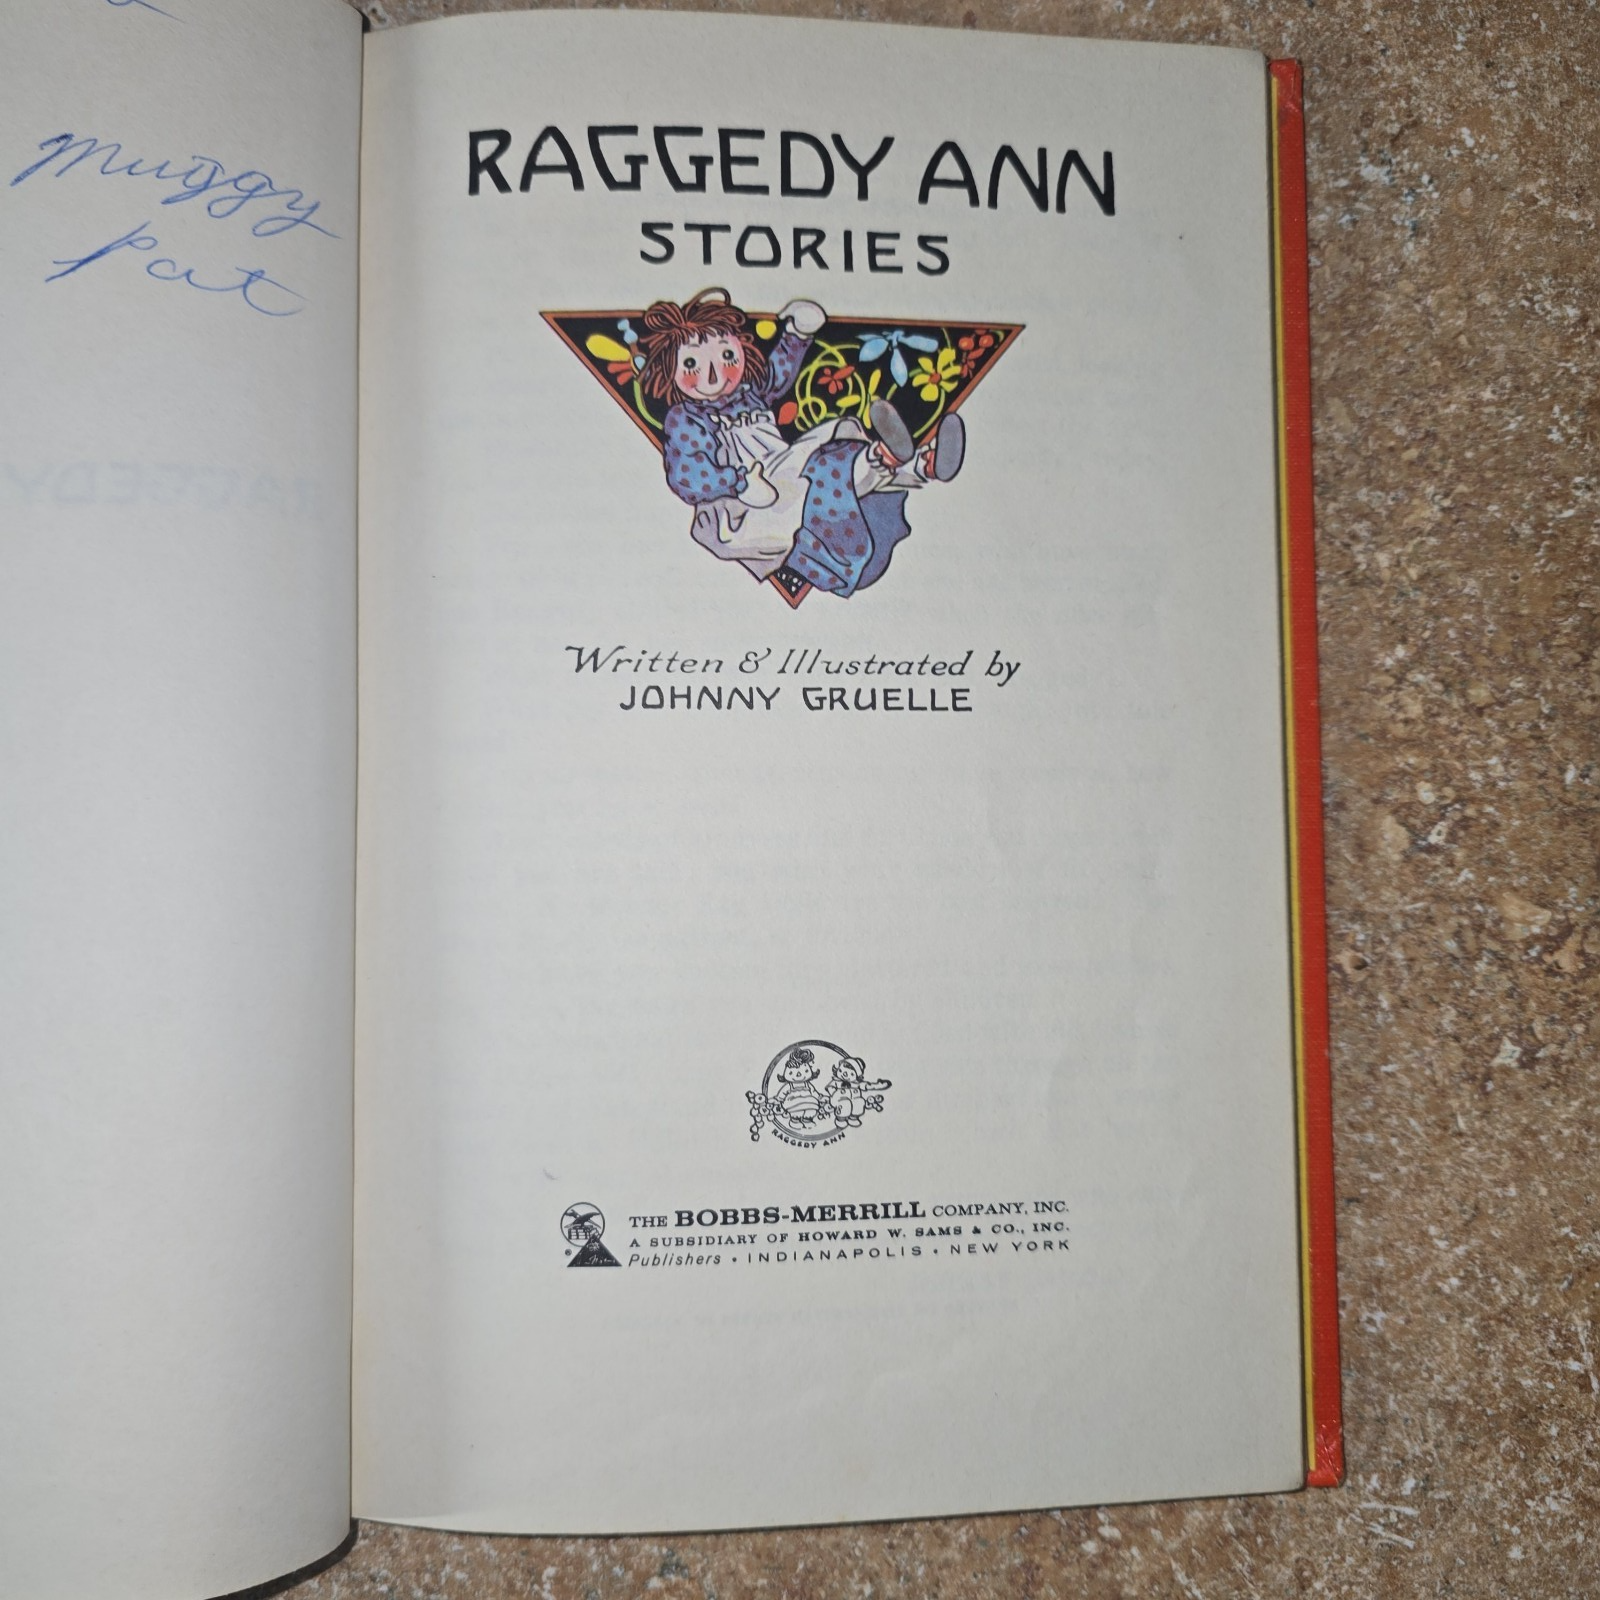 Muggy
Pat
RAGGEDY ANN
STORIES
Written & Illustrated by
JOHNNY GRUELLE
RAGGEDY ANN
THE BOBBS-MERRILL COMPANY, INC.
A SUBSIDIARY OF HOWARD W. SAMS & CO., INC.
Publishers • INDIANAPOLIS • NEW YORK